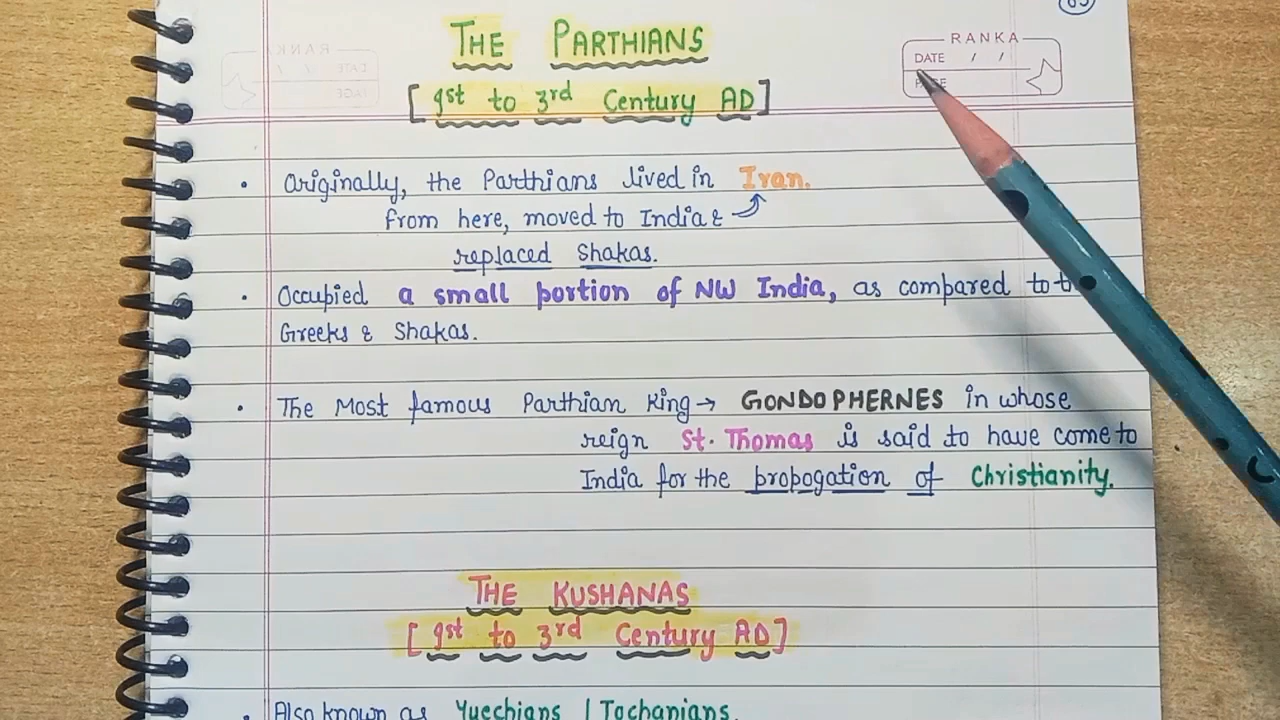 RANKA
DATE / /
THE PARTHIANS
[1st to 3rd Century AD]
• Originally, the Parthians lived in Iran.
from here, moved to India &
replaced Shakas.
• Occupied a small portion of NW India, as compared to
Greeks & Shakas.
• The Most famous Parthian King → GONDOPHERNES in whose
reign St. Thomas is said to have come to
India for the propogation of Christianity.
THE KUSHANAS
[1st to 3rd Century AD]
• Also known as Yuechians / Tochanians.